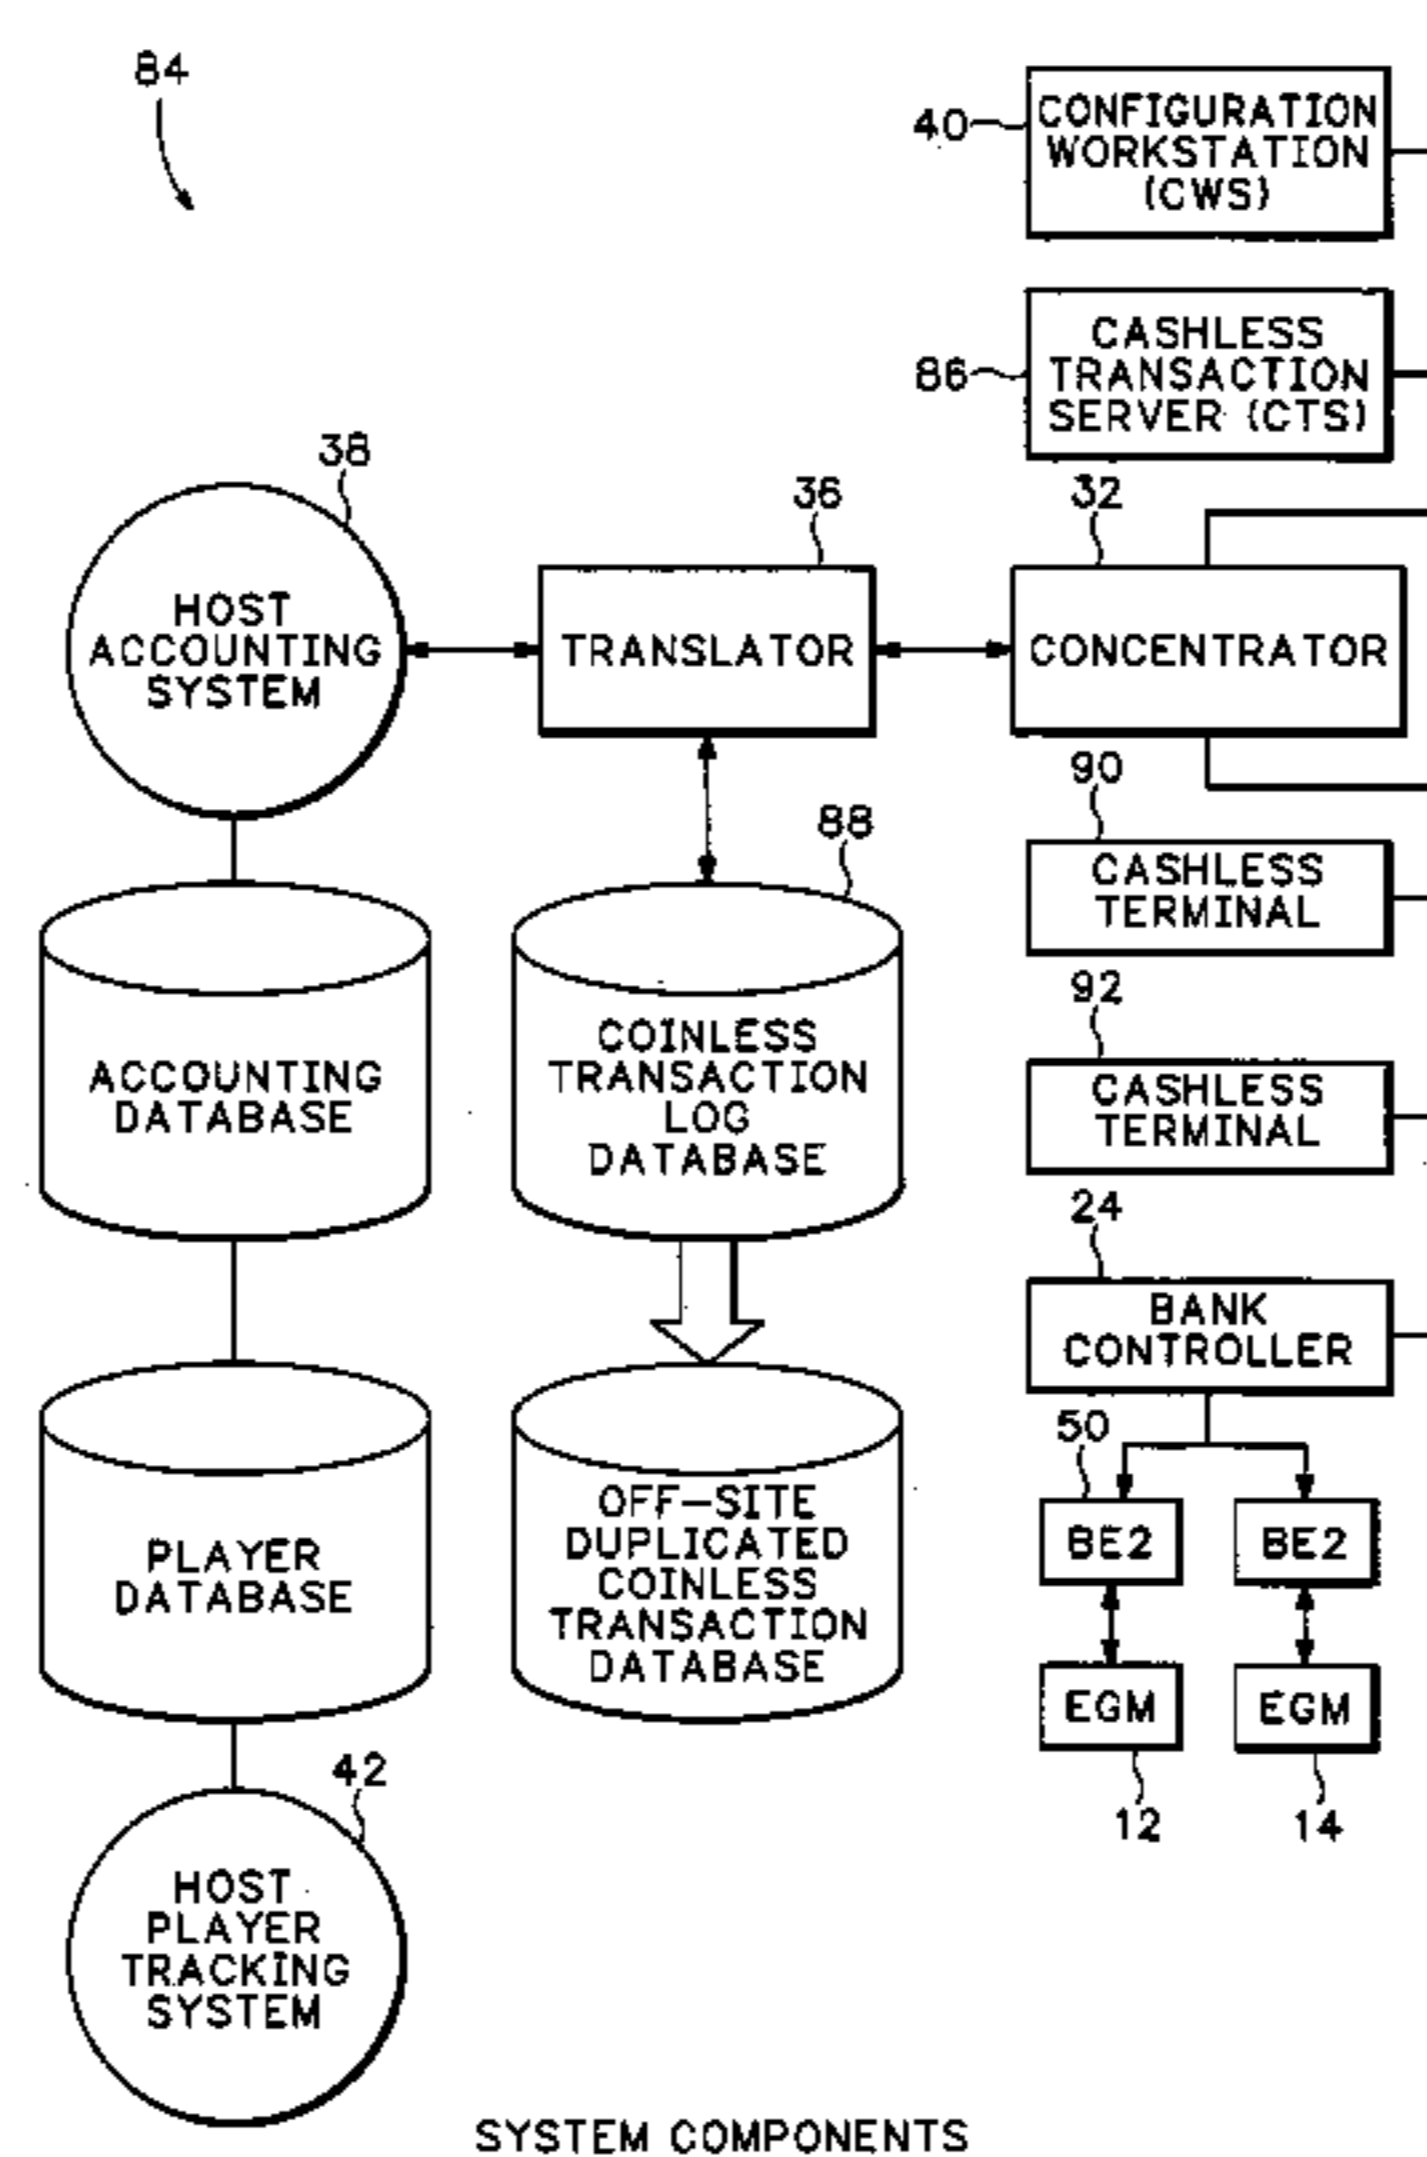 84
40
CONFIGURATION
WORKSTATION
(CWS)
86
CASHLESS
TRANSACTION
SERVER (CTS)
38
36
32
HOST
ACCOUNTING
SYSTEM
TRANSLATOR
CONCENTRATOR
90
CASHLESS
TERMINAL
88
92
CASHLESS
TERMINAL
ACCOUNTING
DATABASE
COINLESS
TRANSACTION
LOG
DATABASE
24
BANK
CONTROLLER
50
BE2
BE2
PLAYER
DATABASE
OFF-SITE
DUPLICATED
COINLESS
TRANSACTION
DATABASE
EGM
EGM
12
14
42
HOST
PLAYER
TRACKING
SYSTEM
SYSTEM COMPONENTS